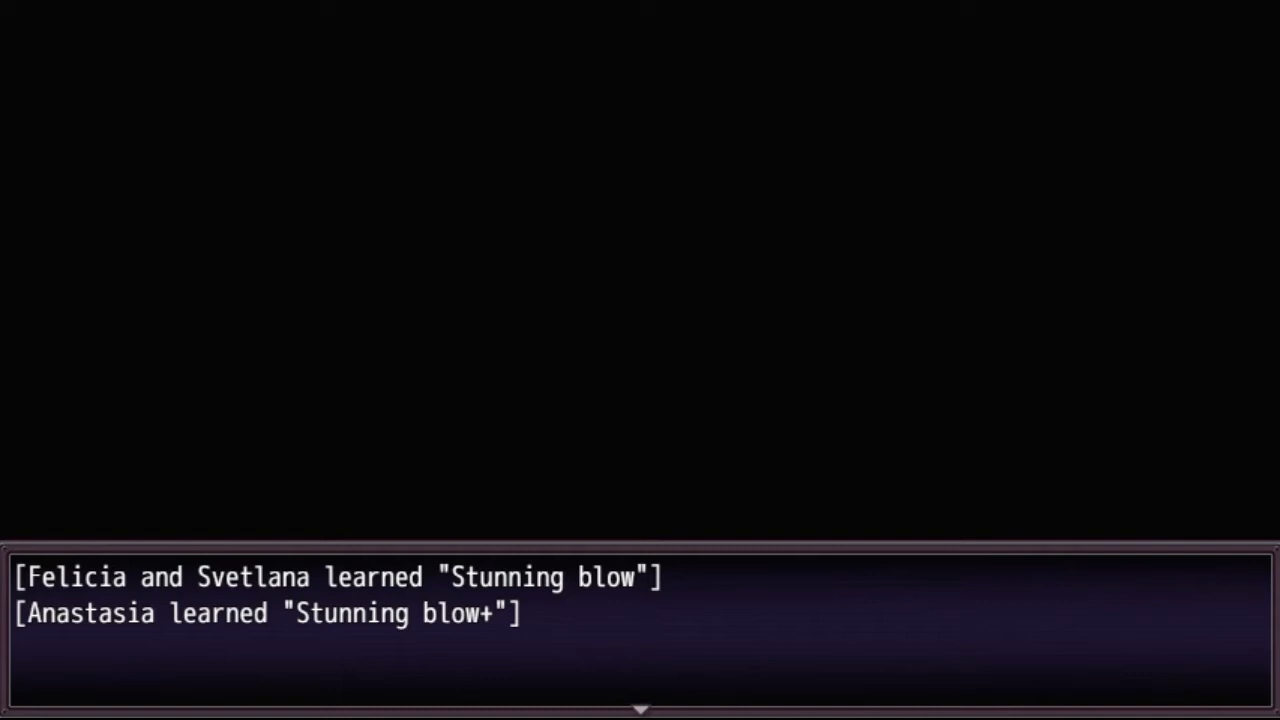 [Felicia and Svetlana learned "Stunning blow"]
[Anastasia learned "Stunning blow+"]